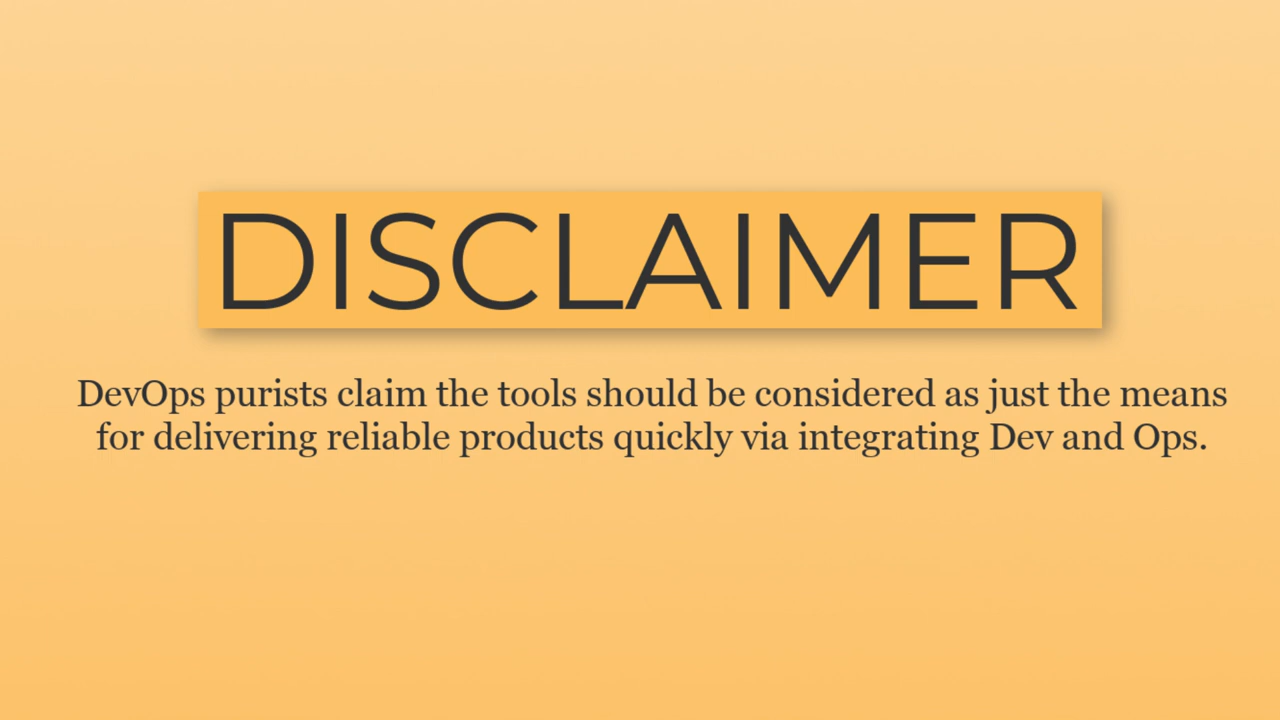 DISCLAIMER
DevOps purists claim the tools should be considered as just the means
for delivering reliable products quickly via integrating Dev and Ops.